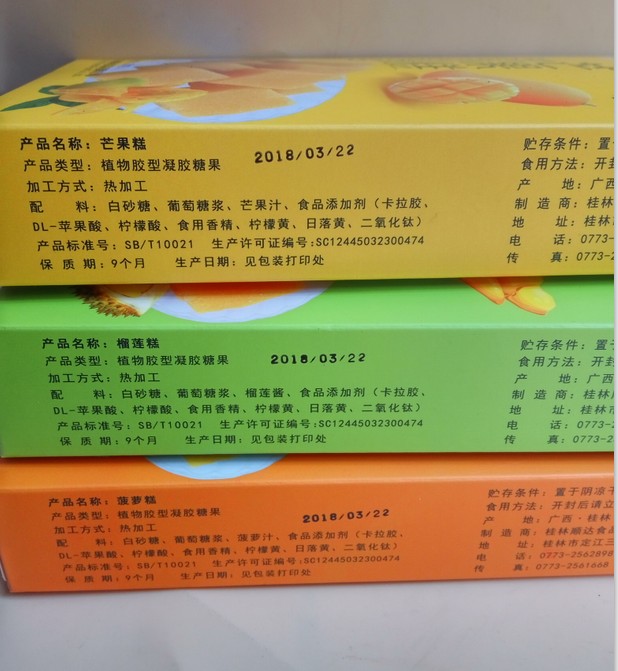 产品名称：芒果糕
产品类型：植物胶型凝胶糖果
2018/03/22
加工方式：热加工
配 料：白砂糖、葡萄糖浆、芒果汁、食品添加剂（卡拉胶、
DL-苹果酸、柠檬酸、食用香精、柠檬黄、日落黄、二氧化钛）
产品标准号：SB/T10021 生产许可证编号:SC12445032300474
保 质 期：9个月 生产日期：见包装打印处
贮存条件：置
食用方法：开封
产 地：广西
制 造 商：桂林
地 址：桂林
电 话：0773-2
传 真：0773-2
产品名称：榴莲糕
产品类型：植物胶型凝胶糖果
2018/03/22
加工方式：热加工
配 料：白砂糖、葡萄糖浆、榴莲酱、食品添加剂（卡拉胶、
DL-苹果酸、柠檬酸、食用香精、柠檬黄、日落黄、二氧化钛）
产品标准号：SB/T10021 生产许可证编号:SC12445032300474
保 质 期：9个月 生产日期：见包装打印处
贮存条件：置于
食用方法：开封
产 地：广西
制 造 商：桂林
地 址：桂林市
电 话：0773-2
传 真：0773-2
产品名称：菠萝糕
产品类型：植物胶型凝胶糖果
2018/03/22
加工方式：热加工
配 料：白砂糖、葡萄糖浆、菠萝汁、食品添加剂（卡拉胶、
DL-苹果酸、柠檬酸、食用香精、柠檬黄、日落黄、二氧化钛）
产品标准号：SB/T10021 生产许可证编号:SC12445032300474
保 质 期：9个月 生产日期：见包装打印处
贮存条件：置于阴凉干
食用方法：开封后请立
产 地：广西·桂林
制 造 商：桂林顺达食品
地 址：桂林市定江三
电 话：0773-2562898
传 真：0773-2561668